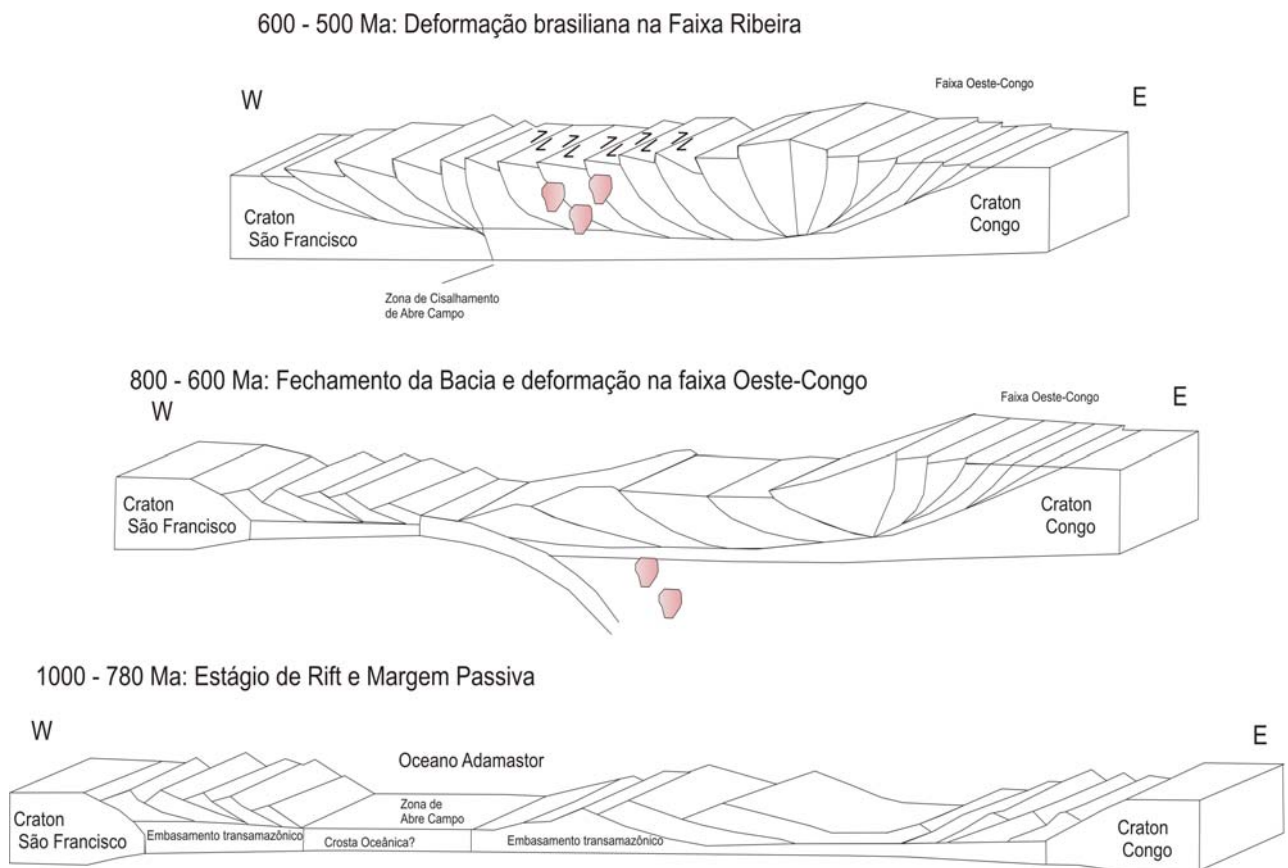 600 - 500 Ma: Deformação brasiliana na Faixa Ribeira
Faixa Oeste-Congo
W
E
Craton
São Francisco
Craton
Congo
Zona de Cisalhamento
de Abre Campo
800 - 600 Ma: Fechamento da Bacia e deformação na faixa Oeste-Congo
W
Faixa Oeste-Congo
E
Craton
São Francisco
Craton
Congo
1000 - 780 Ma: Estágio de Rift e Margem Passiva
W
E
Oceano Adamastor
Zona de
Abre Campo
Craton
São Francisco
Embasamento transamazônico
Crosta Oceânica?
Embasamento transamazônico
Craton
Congo